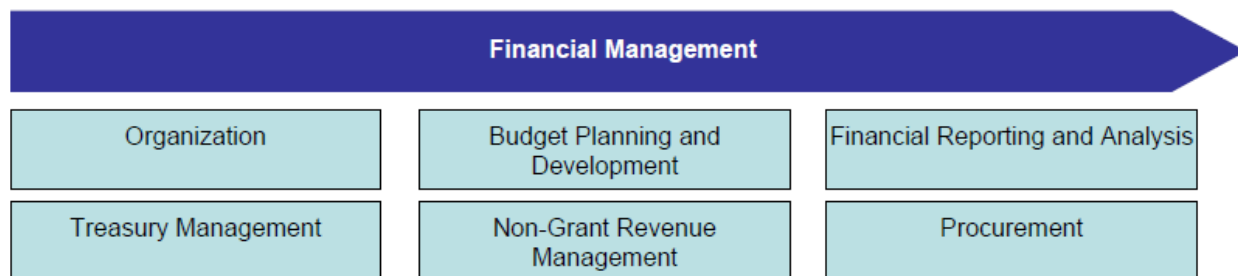 Financial Management
Organization
Budget Planning and
Development
Financial Reporting and Analysis
Treasury Management
Non-Grant Revenue
Management
Procurement